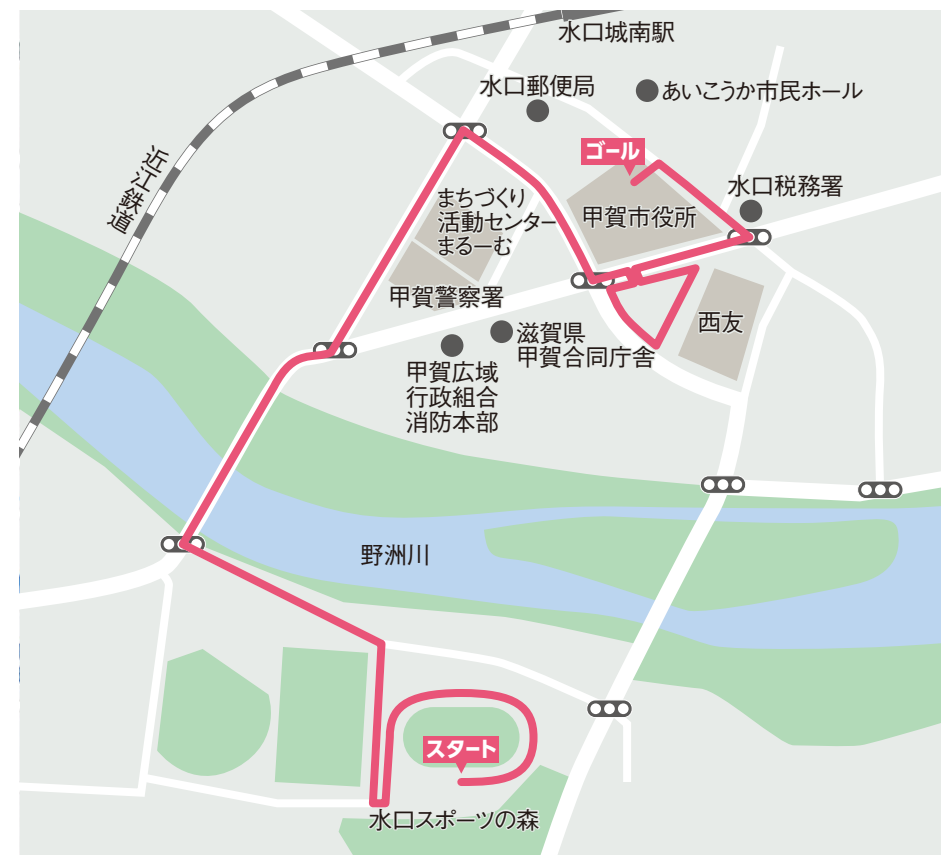 水口城南駅
水口郵便局
あいこうか市民ホール
近江鉄道
ゴール
水口税務署
まちづくり
活動センター
まるーむ
甲賀市役所
甲賀警察署
西友
滋賀県
甲賀合同庁舎
甲賀広域
行政組合
消防本部
野洲川
スタート
水口スポーツの森